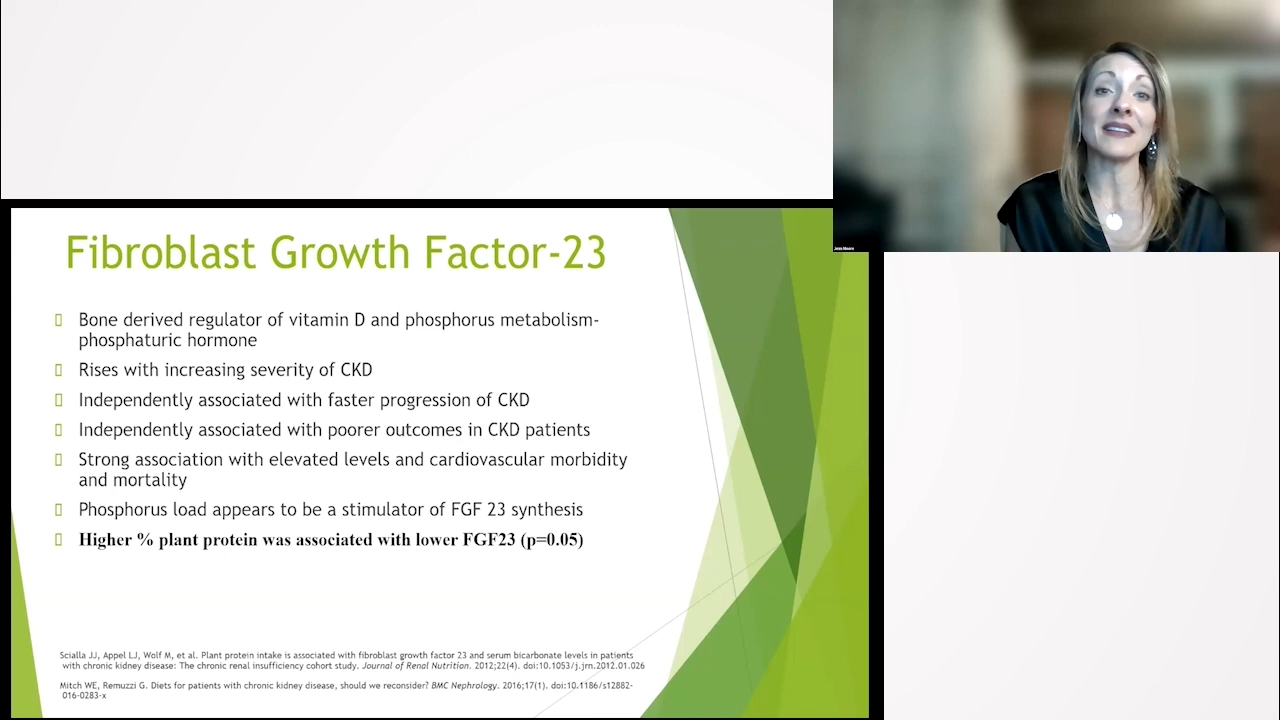 Jenn Moore
Fibroblast Growth Factor-23
Bone derived regulator of vitamin D and phosphorus metabolism-
phosphaturic hormone
Rises with increasing severity of CKD
Independently associated with faster progression of CKD
Independently associated with poorer outcomes in CKD patients
Strong association with elevated levels and cardiovascular morbidity
and mortality
Phosphorus load appears to be a stimulator of FGF 23 synthesis
Higher % plant protein was associated with lower FGF23 (p=0.05)
Scialla JJ, Appel LJ, Wolf M, et al. Plant protein intake is associated with fibroblast growth factor 23 and serum bicarbonate levels in patients
with chronic kidney disease: The chronic renal insufficiency cohort study. Journal of Renal Nutrition. 2012;22(4). doi:10.1053/j.jrn.2012.01.026
Mitch WE, Remuzzi G. Diets for patients with chronic kidney disease, should we reconsider? BMC Nephrology. 2016;17(1). doi:10.1186/s12882-
016-0283-x